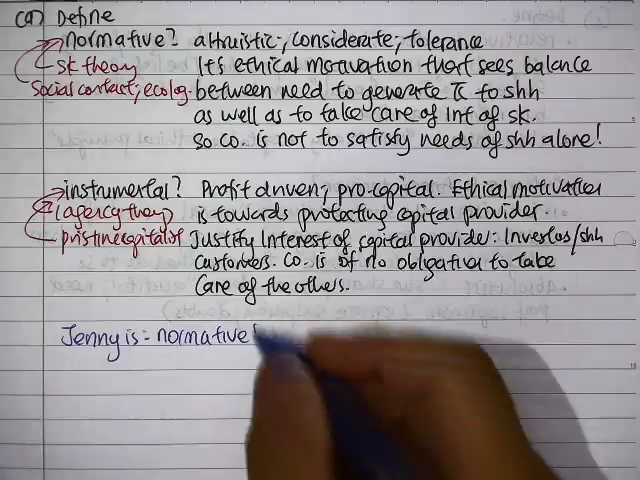 (a) Define
normative? altruistic; considerate; tolerance
sk theory It's ethical motivation that sees balance
social contact; ecolog. between need to generate π to shh
as well as to take care of int of sk.
so co. is not to satisfy needs of shh alone!
instrumental? Profit driven; pro-capital. Ethical motivation
(agency theory is towards protecting capital provider.
pristine capitalist Justify Interest of capital provider: Investos/shh
customers. Co. is of no obligation to take
care of the others.
Jenny is: normative